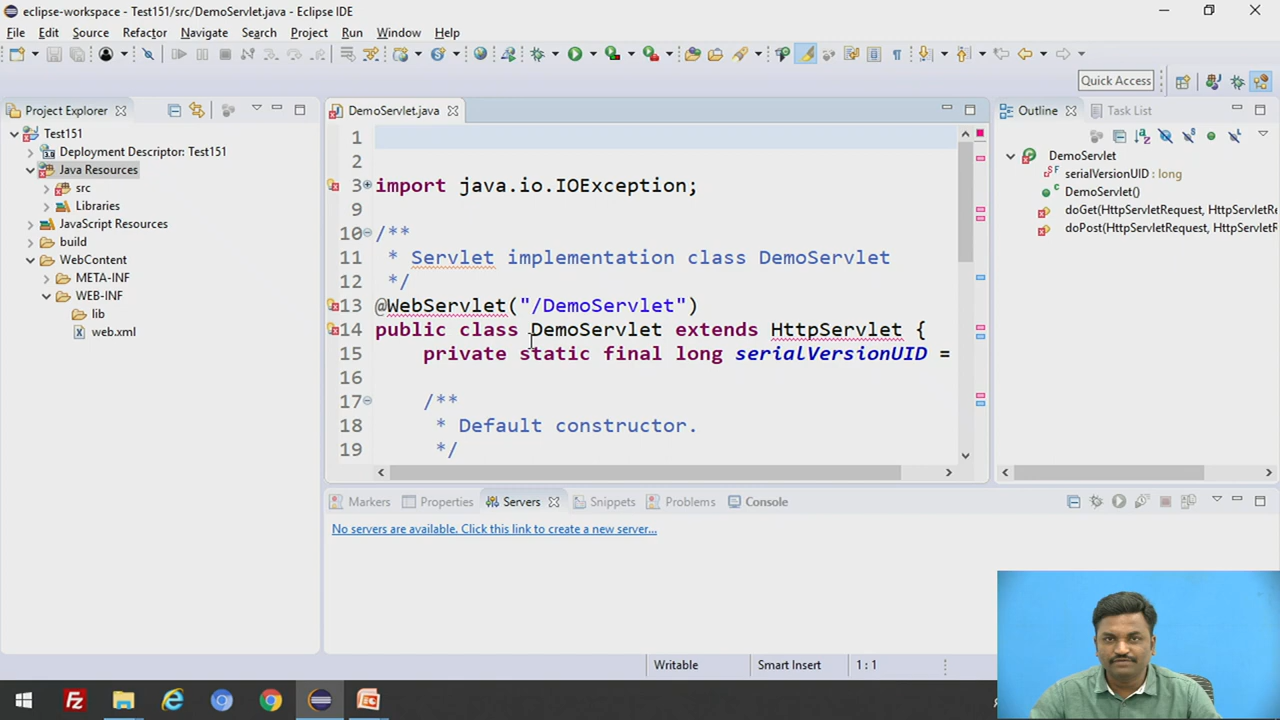 eclipse-workspace - Test151/src/DemoServlet.java - Eclipse IDE
File Edit Source Refactor Navigate Search Project Run Window Help
Quick Access
Project Explorer
Test151
Deployment Descriptor: Test151
Java Resources
src
Libraries
JavaScript Resources
build
WebContent
META-INF
WEB-INF
lib
web.xml
DemoServlet.java
1
2
3 import java.io.IOException;
9
10 /**
11 * Servlet implementation class DemoServlet
12 */
13 @WebServlet("/DemoServlet")
14 public class DemoServlet extends HttpServlet {
15 private static final long serialVersionUID =
16
17 /**
18 * Default constructor.
19 */
Outline Task List
DemoServlet
serialVersionUID : long
DemoServlet()
doGet(HttpServletRequest, HttpServletR
doPost(HttpServletRequest, HttpServletR
Markers Properties Servers Snippets Problems Console
No servers are available. Click this link to create a new server...
Writable Smart Insert 1 : 1